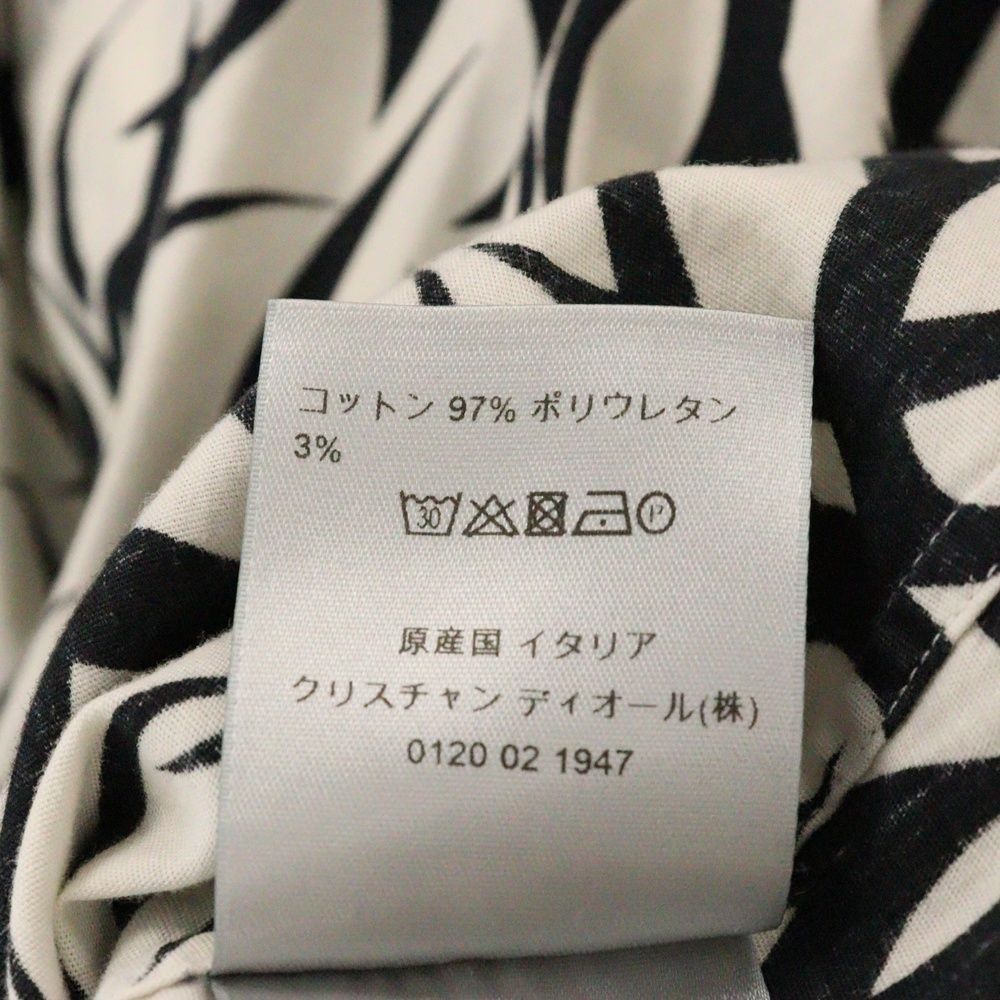 コットン 97% ポリウレタン
3%
30 P
原産国 イタリア
クリスチャン ディオール(株)
0120 02 1947